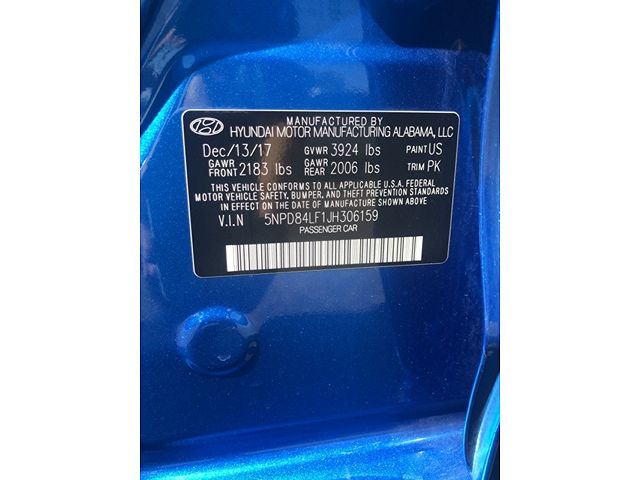 MANUFACTURED BY
HYUNDAI MOTOR MANUFACTURING ALABAMA, LLC
Dec/13/17 GVWR 3924 lbs PAINT US
GAWR FRONT 2183 lbs GAWR REAR 2006 lbs TRIM PK
THIS VEHICLE CONFORMS TO ALL APPLICABLE U.S.A. FEDERAL
MOTOR VEHICLE SAFETY, BUMPER, AND THEFT PREVENTION STANDARDS
IN EFFECT ON THE DATE OF MANUFACTURE SHOWN ABOVE.
V.I.N 5NPD84LF1JH306159
PASSENGER CAR